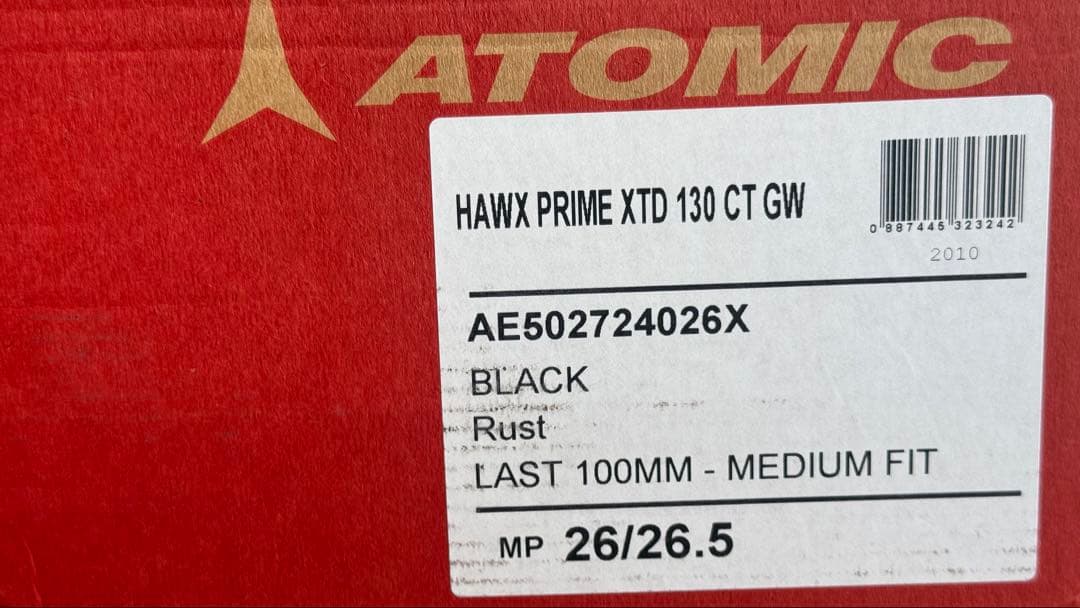 ATOMIC
HAWX PRIME XTD 130 CT GW
0 887445 323242
2010
AE502724026X
BLACK
Rust
LAST 100MM - MEDIUM FIT
MP 26/26.5